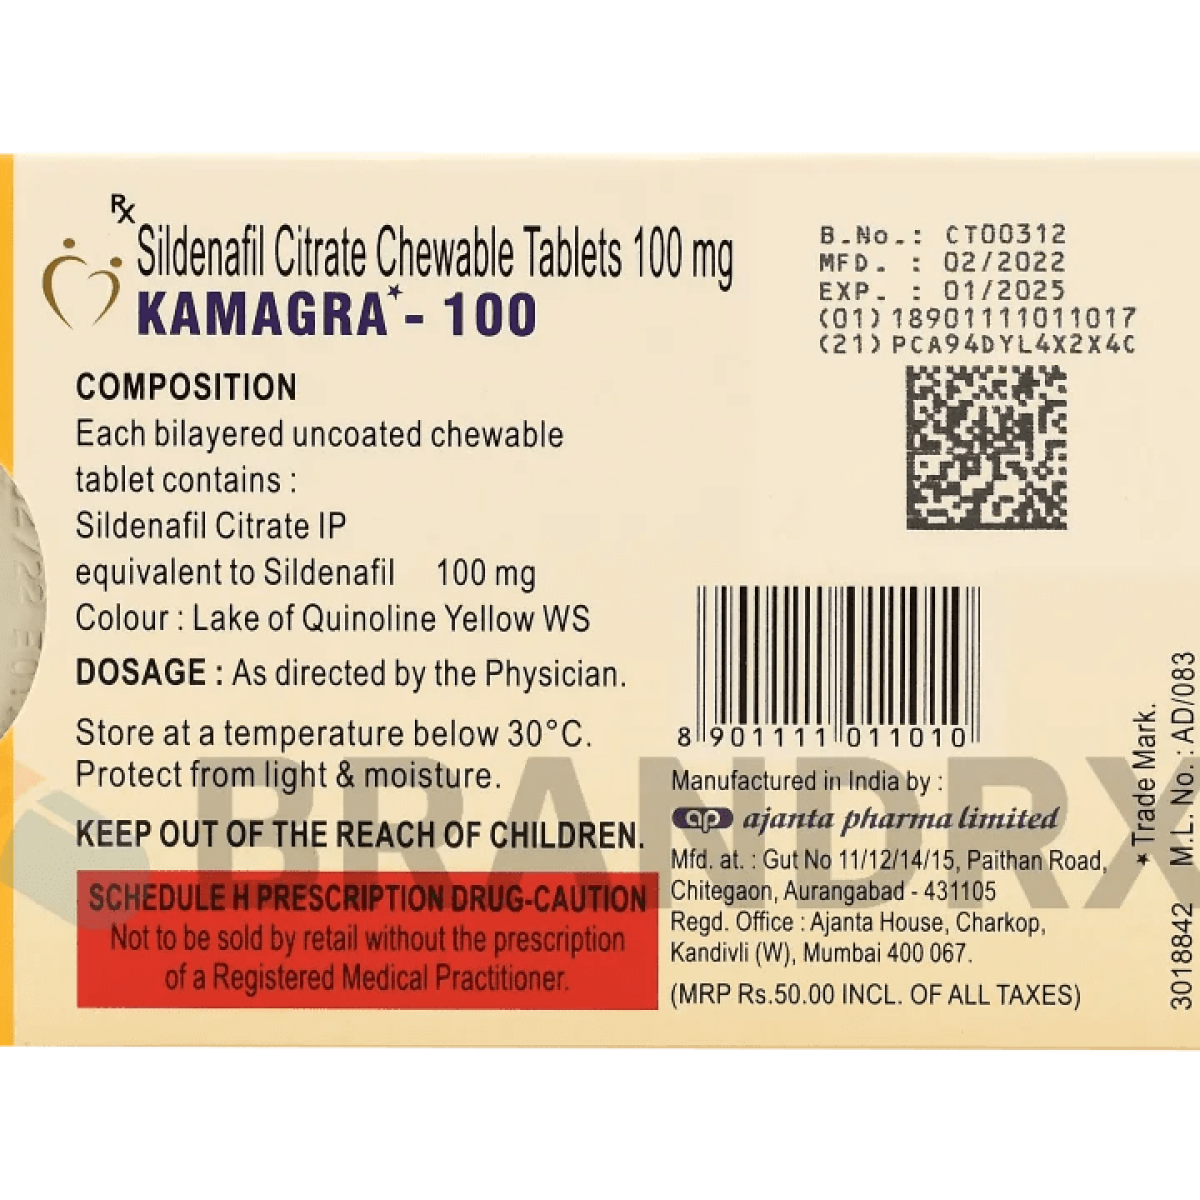 Rx
Sildenafil Citrate Chewable Tablets 100 mg
KAMAGRA* - 100
COMPOSITION
Each bilayered uncoated chewable
tablet contains :
Sildenafil Citrate IP
equivalent to Sildenafil 100 mg
Colour : Lake of Quinoline Yellow WS
DOSAGE : As directed by the Physician.
Store at a temperature below 30°C.
Protect from light & moisture.
KEEP OUT OF THE REACH OF CHILDREN.
SCHEDULE H PRESCRIPTION DRUG-CAUTION
Not to be sold by retail without the prescription
of a Registered Medical Practitioner.
B.No.: CT00312
MFD. : 02/2022
EXP. : 01/2025
(01) 18901111011017
(21) PCA94DYL4X2X4C
8 901111 011010
Manufactured in India by :
ap ajanta pharma limited
Mfd. at. : Gut No 11/12/14/15, Paithan Road,
Chitegaon, Aurangabad - 431105
Regd. Office : Ajanta House, Charkop,
Kandivli (W), Mumbai 400 067.
(MRP Rs.50.00 INCL. OF ALL TAXES)
* Trade Mark.
3018842 M.L. No. : AD/083
BRANDRX